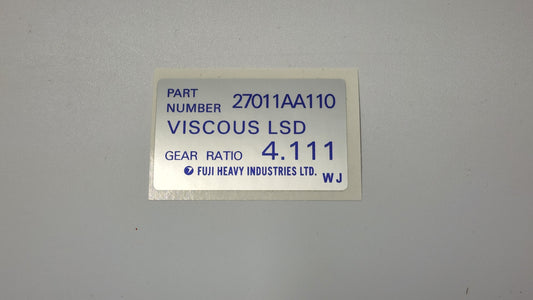 PART
NUMBER 27011AA110
VISCOUS LSD
GEAR RATIO 4.111
FUJI HEAVY INDUSTRIES LTD.
WJ